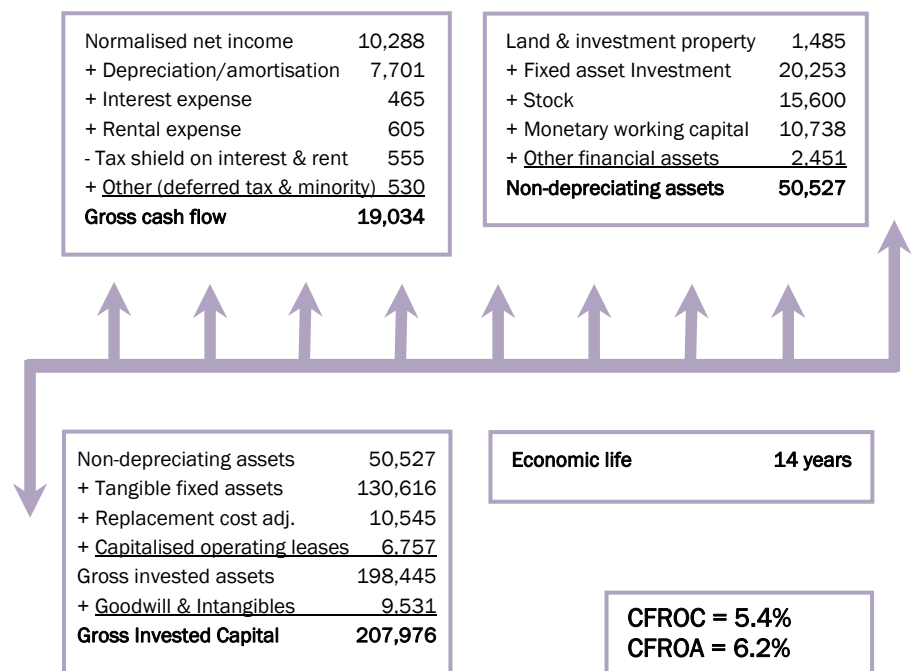 Normalised net income 10,288
+ Depreciation/amortisation 7,701
+ Interest expense 465
+ Rental expense 605
- Tax shield on interest & rent 555
+ Other (deferred tax & minority) 530
Gross cash flow 19,034
Land & investment property 1,485
+ Fixed asset Investment 20,253
+ Stock 15,600
+ Monetary working capital 10,738
+ Other financial assets 2,451
Non-depreciating assets 50,527
Non-depreciating assets 50,527
+ Tangible fixed assets 130,616
+ Replacement cost adj. 10,545
+ Capitalised operating leases 6,757
Gross invested assets 198,445
+ Goodwill & Intangibles 9,531
Gross Invested Capital 207,976
Economic life 14 years
CFROC = 5.4%
CFROA = 6.2%